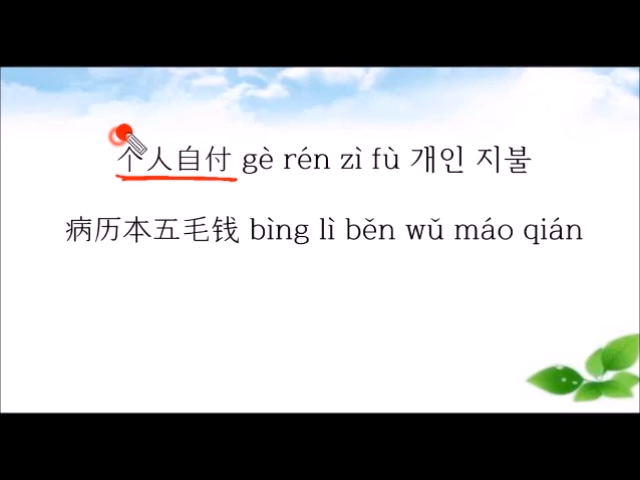 个人自付 gè rén zì fù 개인 지불
病历本五毛钱 bìng lì běn wǔ máo qián